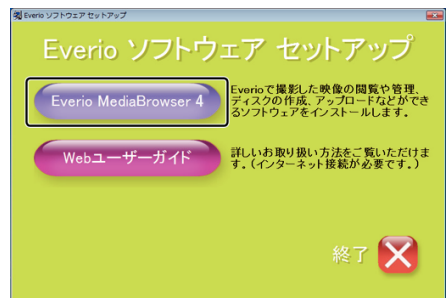 Everio ソフトウェア セットアップ
Everio ソフトウェア セットアップ
Everio MediaBrowser 4
Everioで撮影した映像の閲覧や管理、
ディスクの作成、アップロードなどができ
るソフトウェアをインストールします。
Webユーザーガイド
詳しいお取り扱い方法をご覧いただけま
す。(インターネット接続が必要です。)
終了